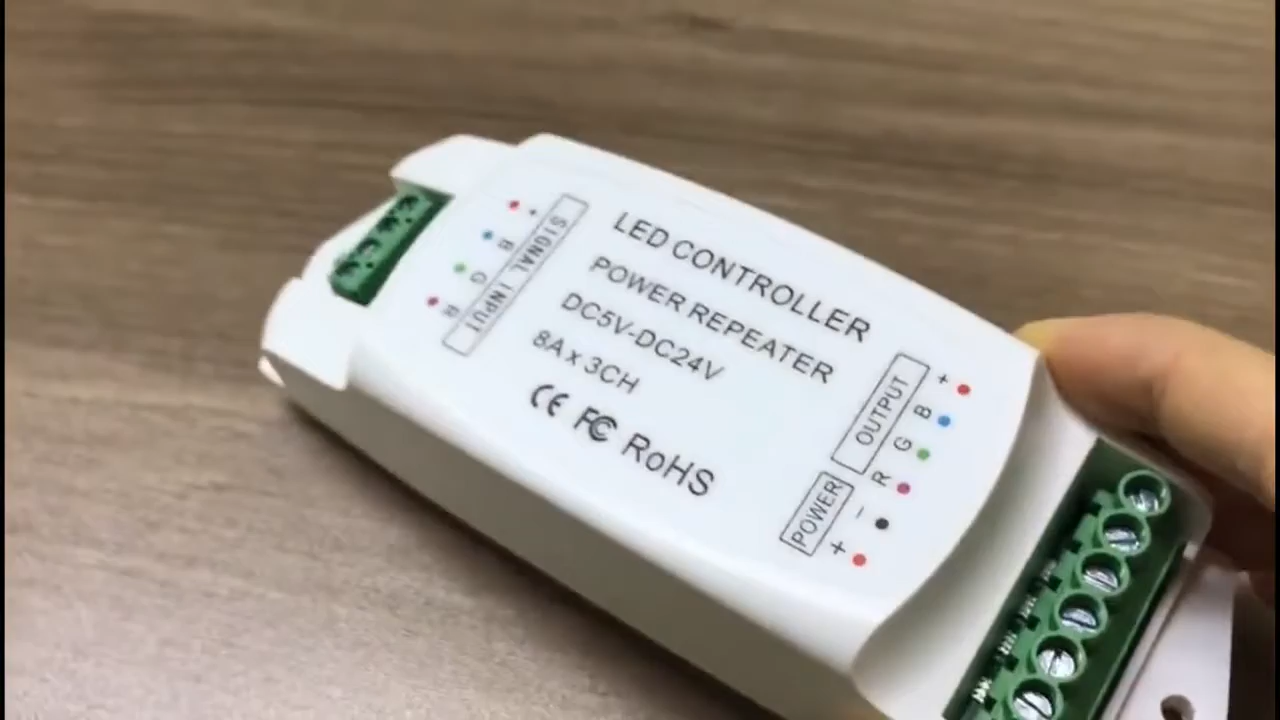 SIGNAL INPUT
+
B
G
R
LED CONTROLLER
POWER REPEATER
DC5V-DC24V
8A x 3CH
CE FC RoHS
OUTPUT
+
B
G
R
POWER
−
+